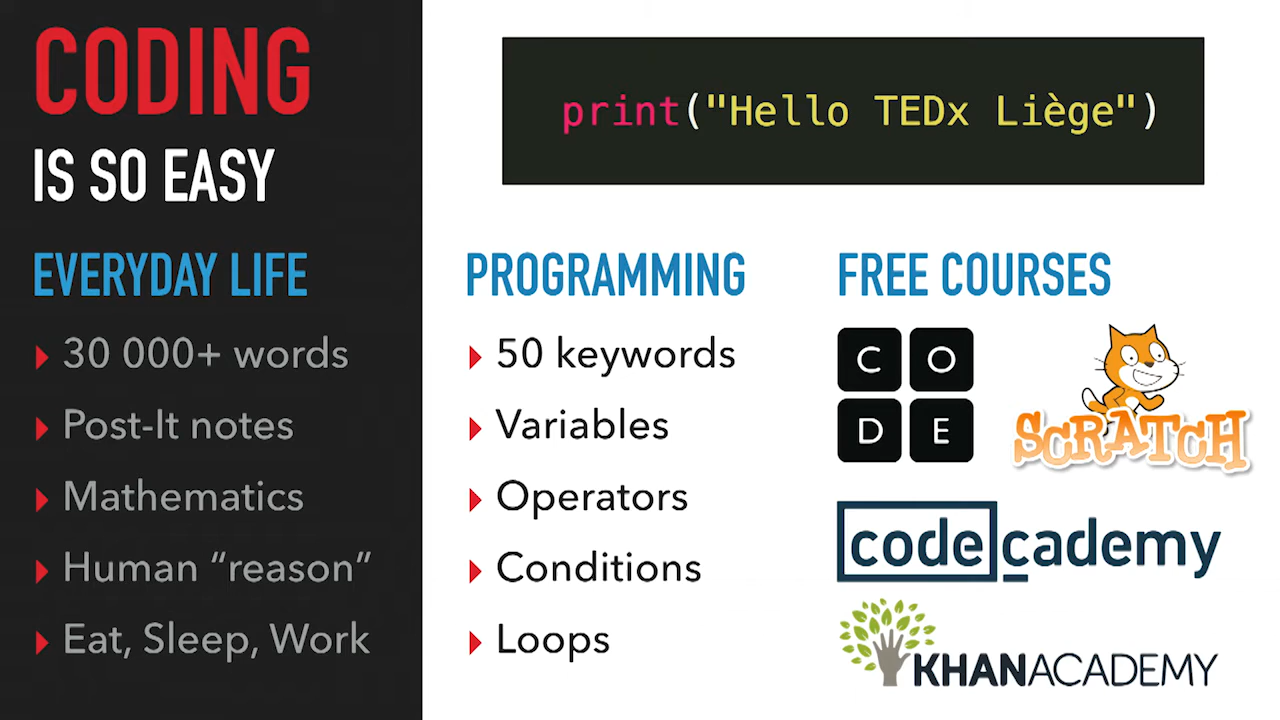 CODING
IS SO EASY
print("Hello TEDx Liège")
EVERYDAY LIFE
30 000+ words
Post-It notes
Mathematics
Human “reason”
Eat, Sleep, Work
PROGRAMMING
50 keywords
Variables
Operators
Conditions
Loops
FREE COURSES
C O
D E
SCRATCH
codecademy
KHANACADEMY